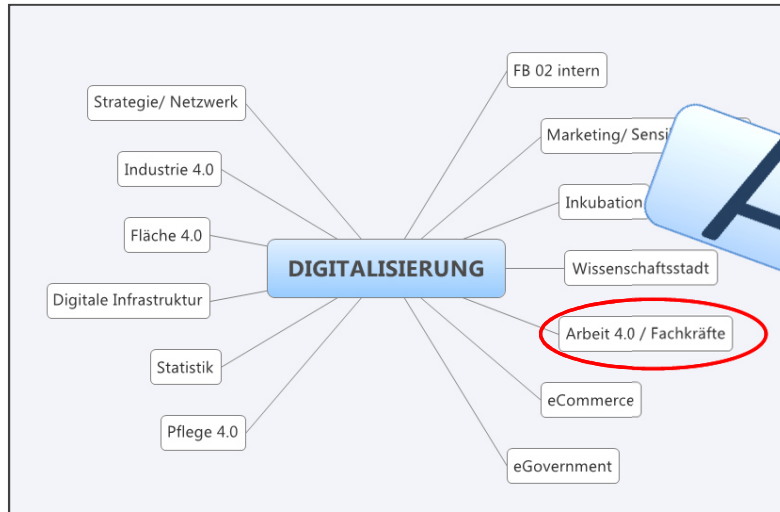 Strategie/ Netzwerk
Industrie 4.0
Fläche 4.0
Digitale Infrastruktur
Statistik
Pflege 4.0
DIGITALISIERUNG
FB 02 intern
Marketing/
Inkubation
Wissenschaftsstadt
Arbeit 4.0 / Fachkräfte
eCommerce
eGovernment
A